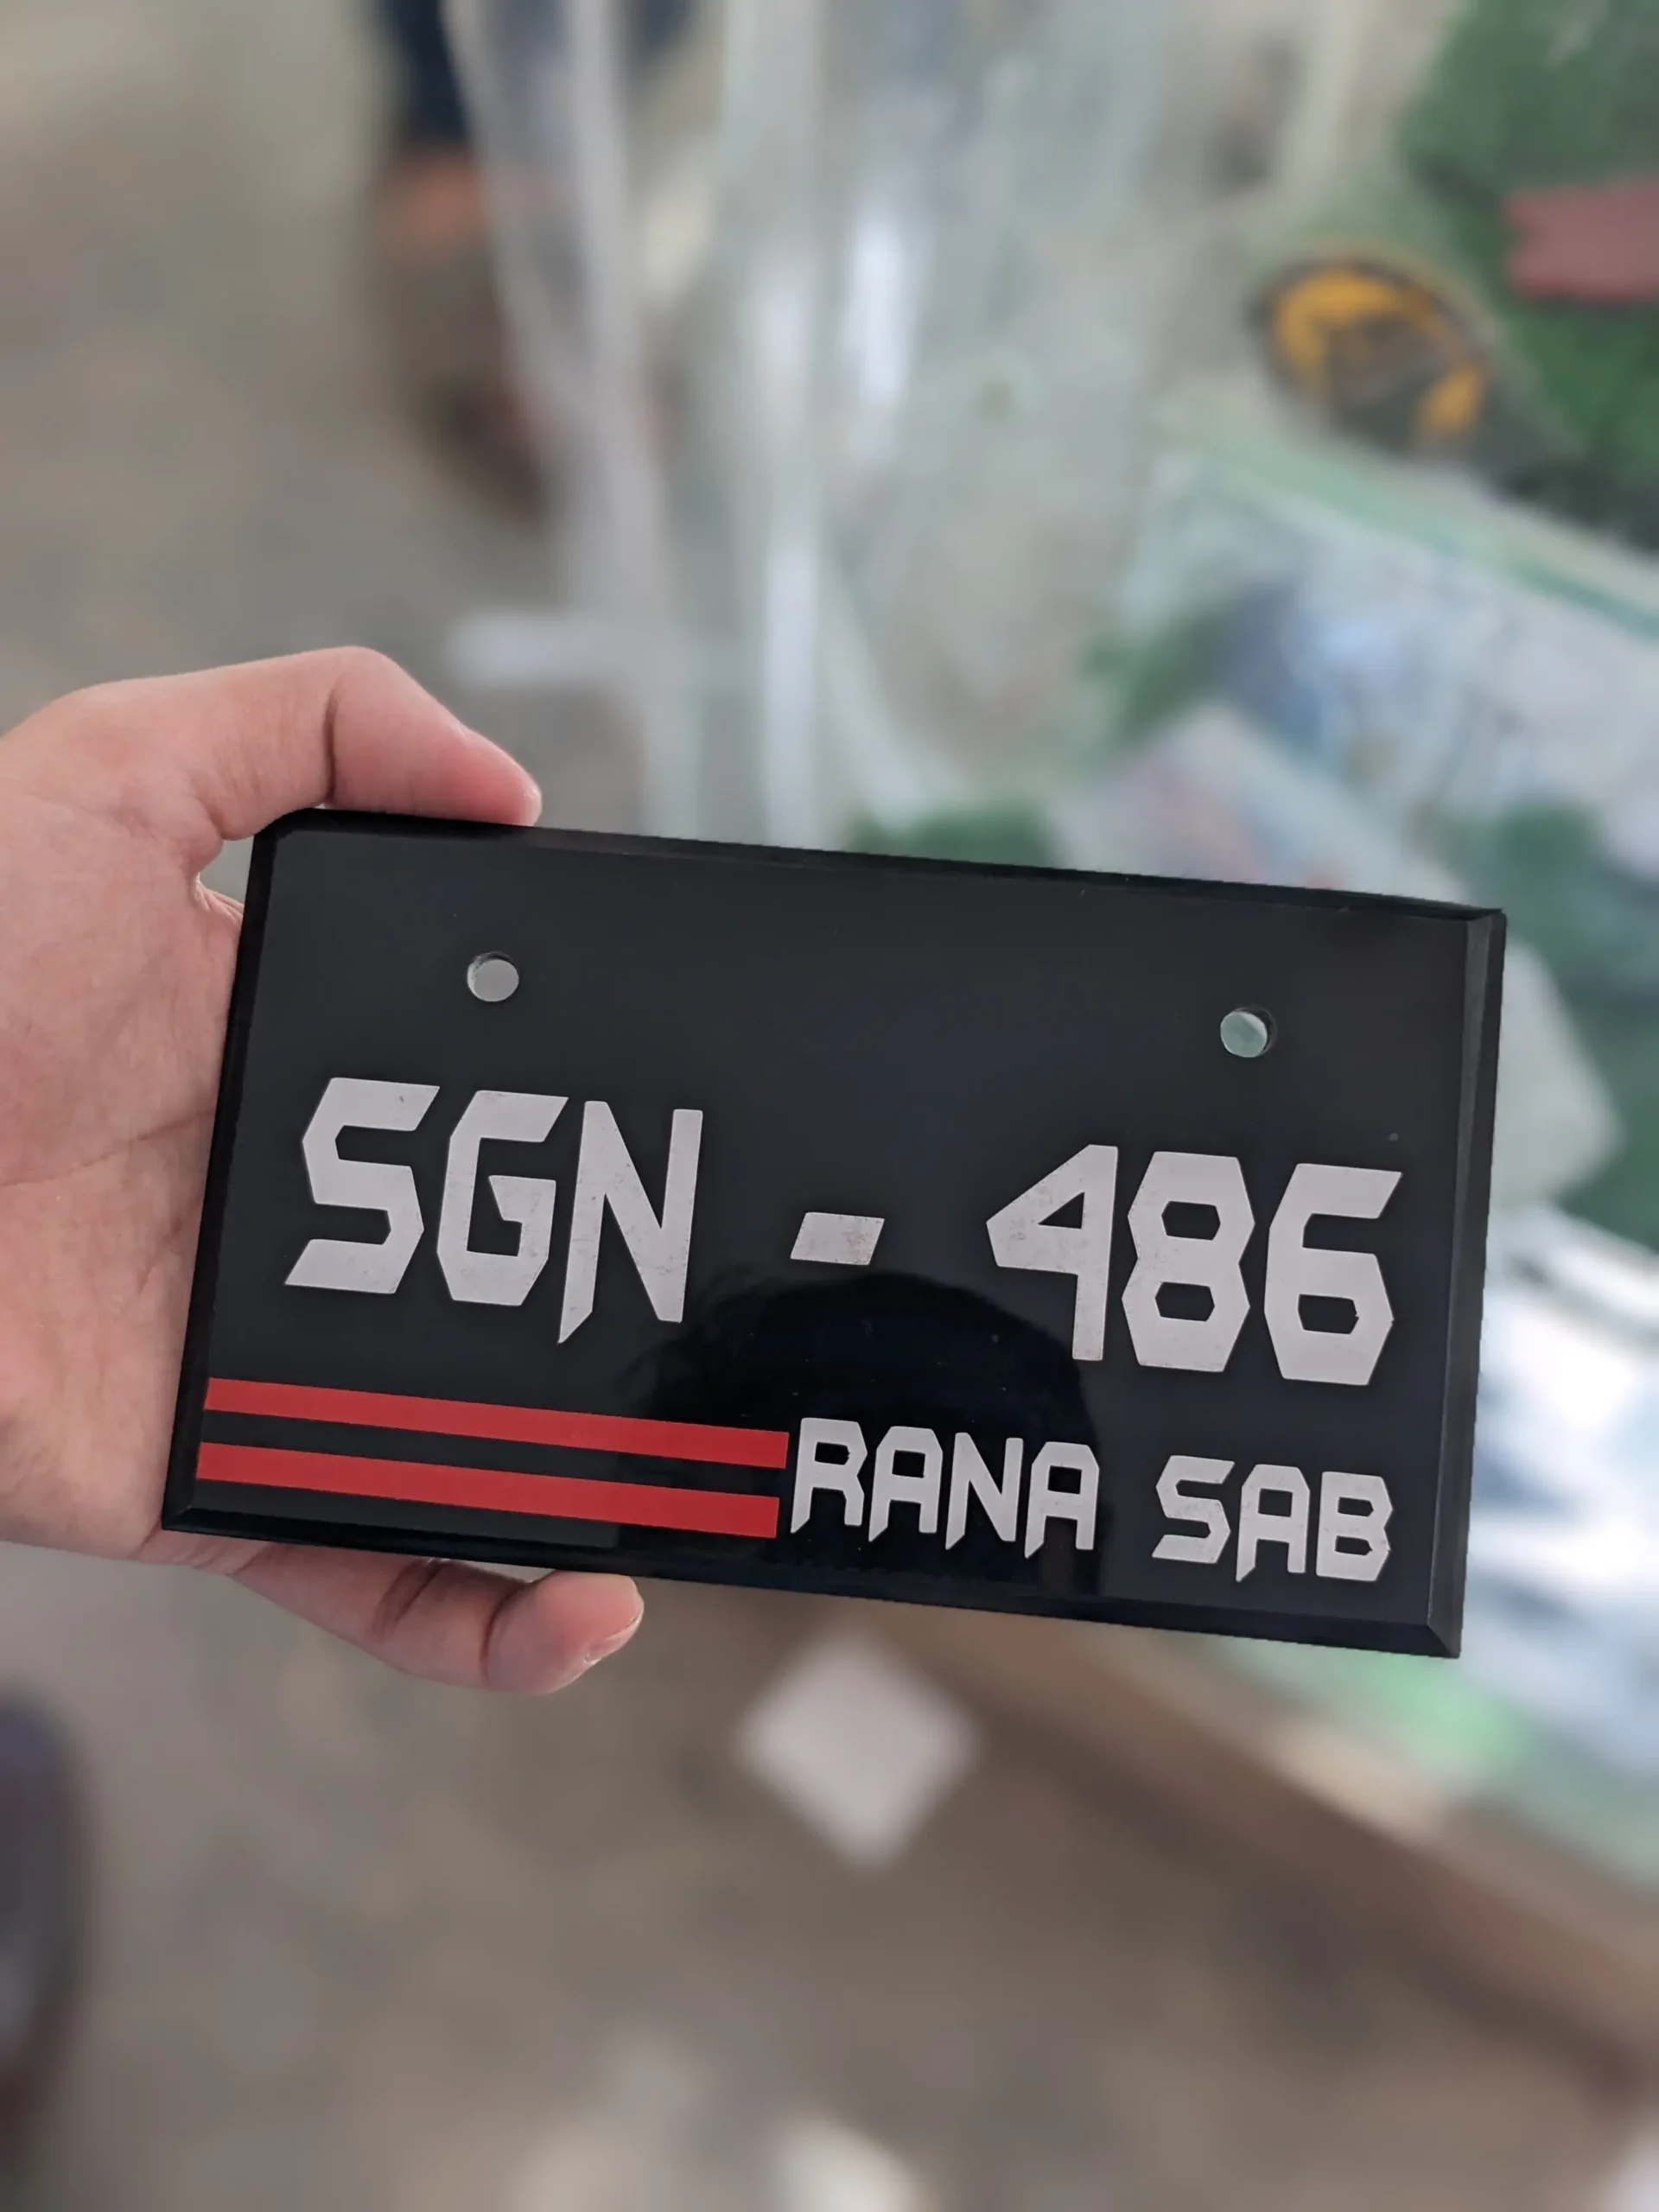 SGN - 486
RANA SAB